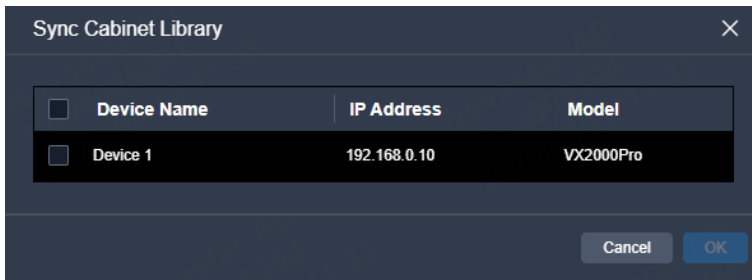 Sync Cabinet Library
Device Name IP Address Model
Device 1 192.168.0.10 VX2000Pro
Cancel OK